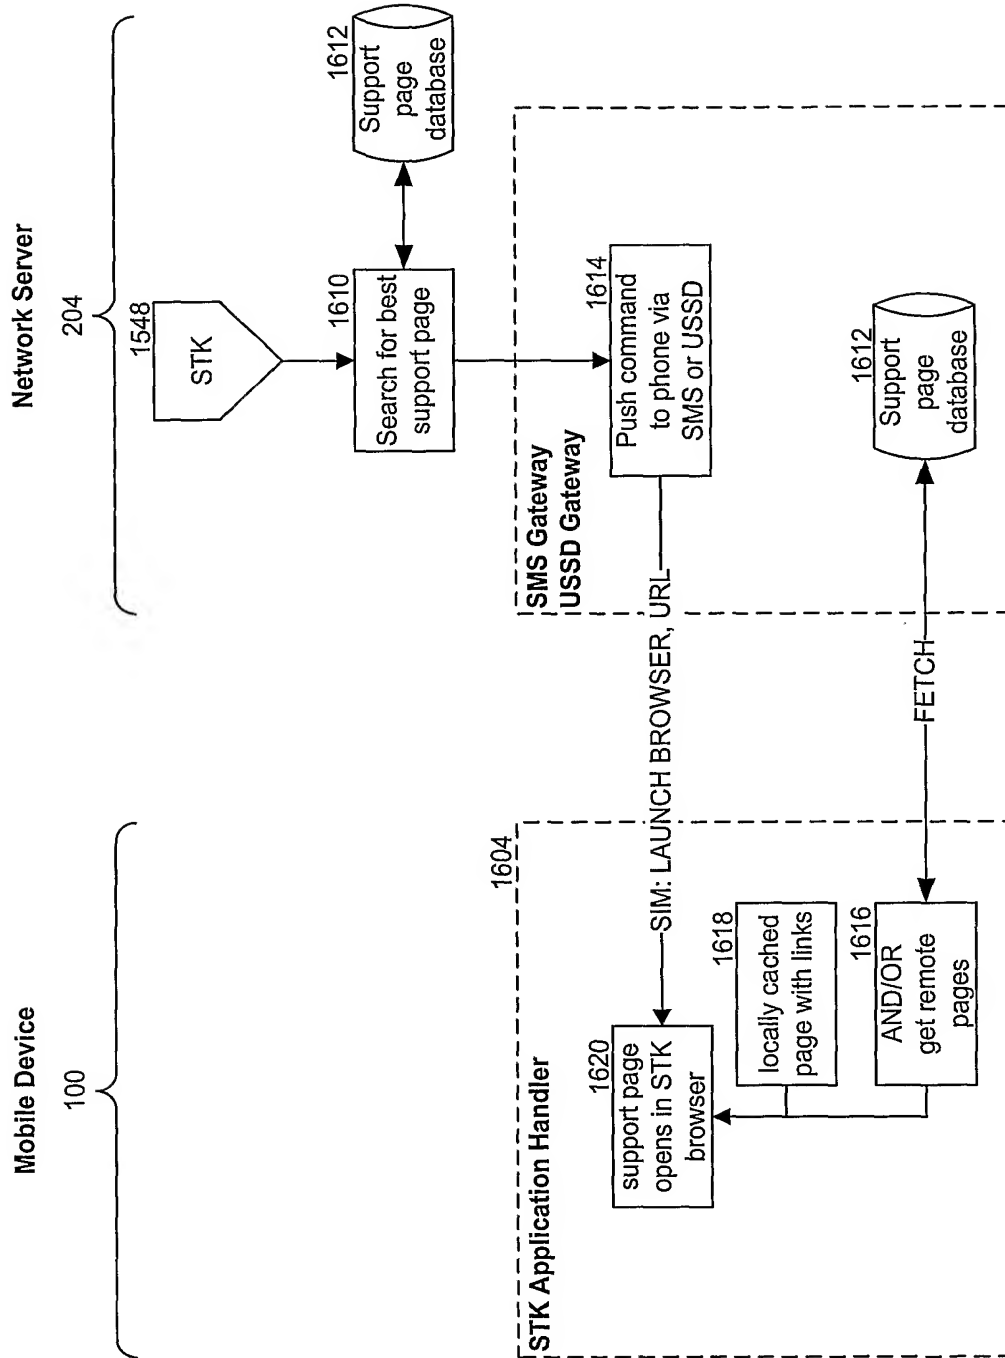 Mobile Device
100
Network Server
204
1548
STK
1610
Search for best
support page
1612
Support
page
database
1604
STK Application Handler
SMS Gateway
USSD Gateway
1614
Push command
to phone via
SMS or USSD
SIM: LAUNCH BROWSER, URL
1620
support page
opens in STK
browser
1618
locally cached
page with links
1616
AND/OR
get remote
pages
FETCH
1612
Support
page
database